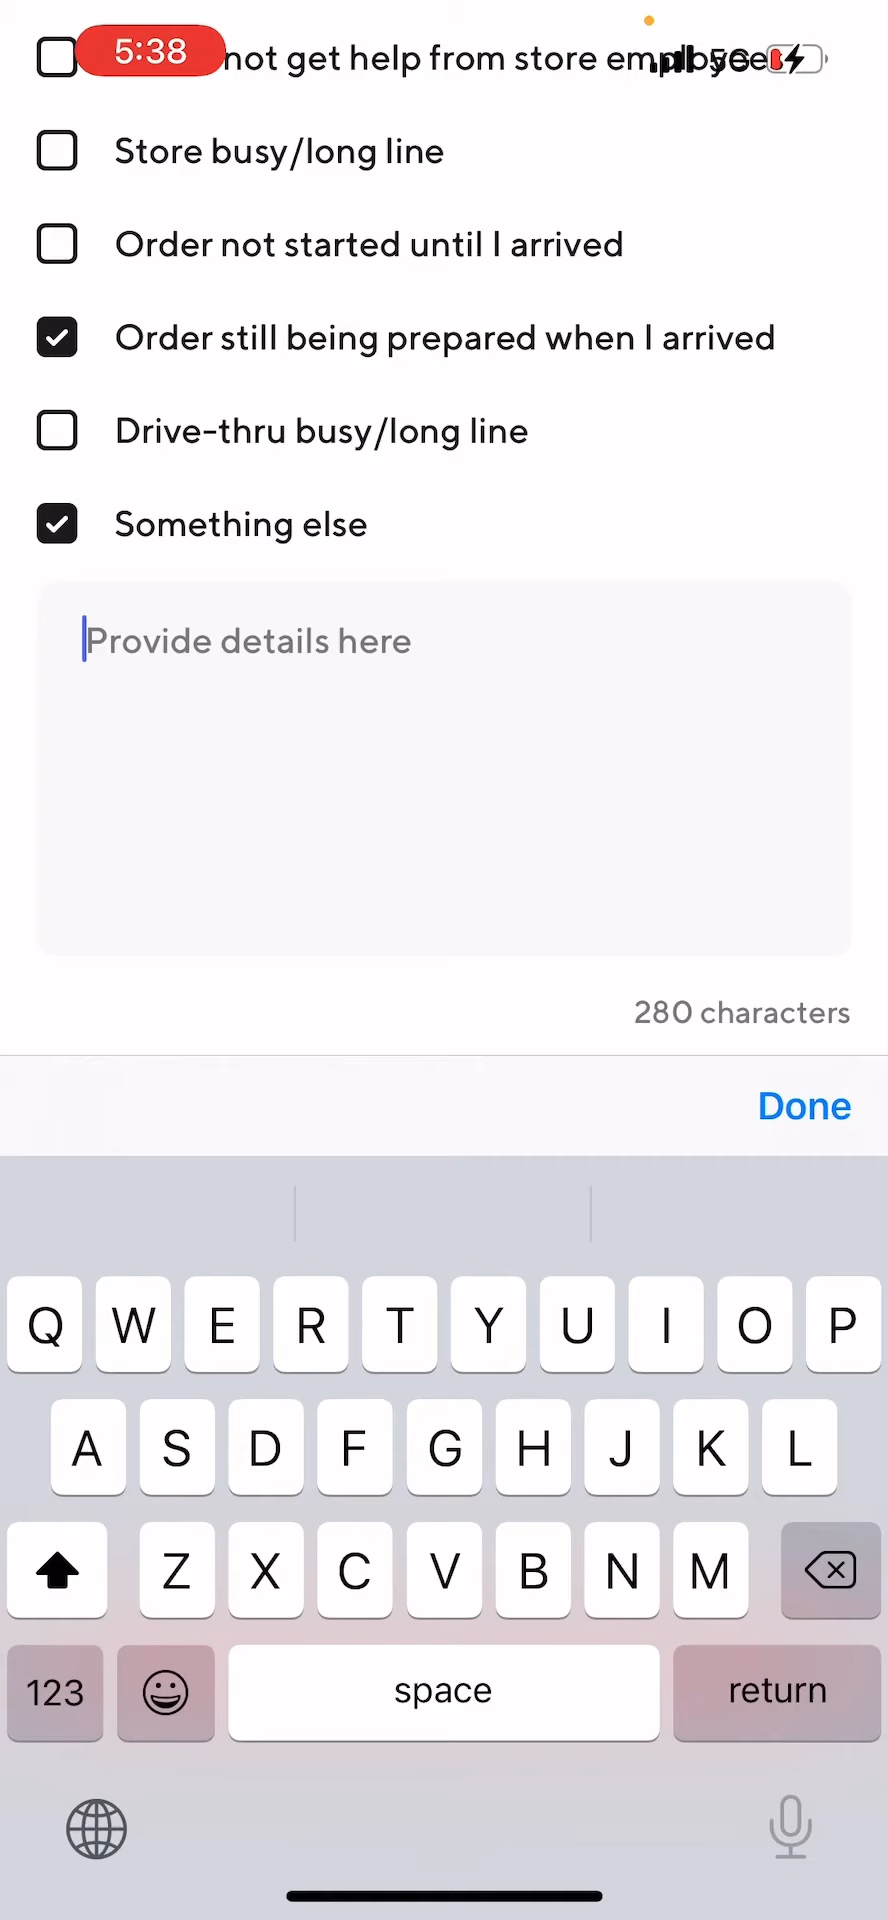 5:38
not get help from store employee
5G
Store busy/long line
Order not started until I arrived
Order still being prepared when I arrived
Drive-thru busy/long line
Something else
Provide details here
280 characters
Done
Q W E R T Y U I O P
A S D F G H J K L
Z X C V B N M
123 space return